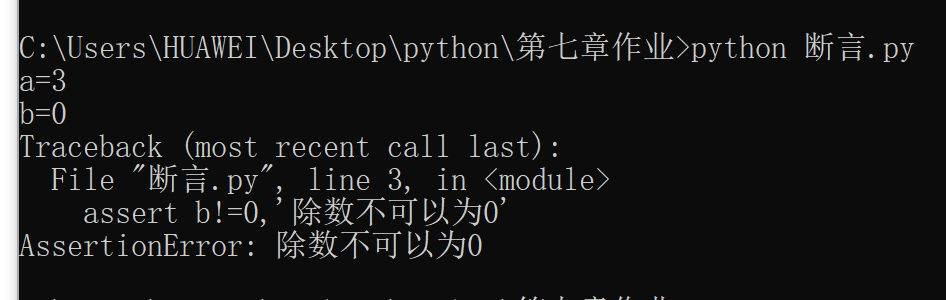 C:\Users\HUAWEI\Desktop\python\第七章作业>python 断言.py
a=3
b=0
Traceback (most recent call last):
  File "断言.py", line 3, in <module>
    assert b!=0,'除数不可以为0'
AssertionError: 除数不可以为0